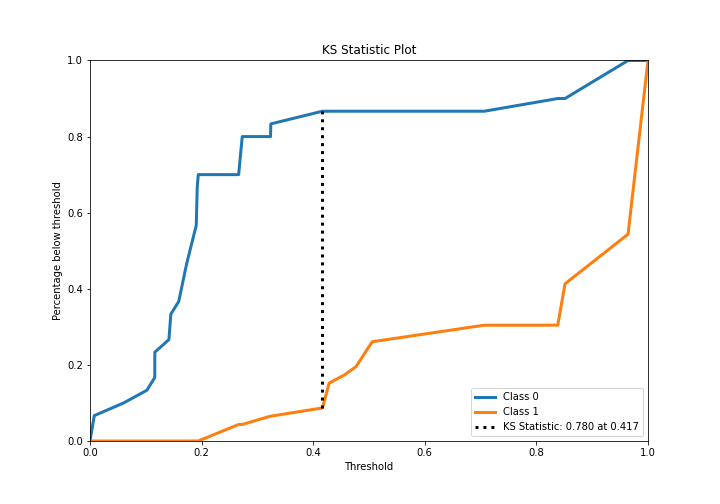 KS Statistic Plot
1.0
0.8
0.6
0.4
0.2
0.0
Percentage below threshold
0.0 0.2 0.4 0.6 0.8 1.0
Threshold
Class 0
Class 1
KS Statistic: 0.780 at 0.417